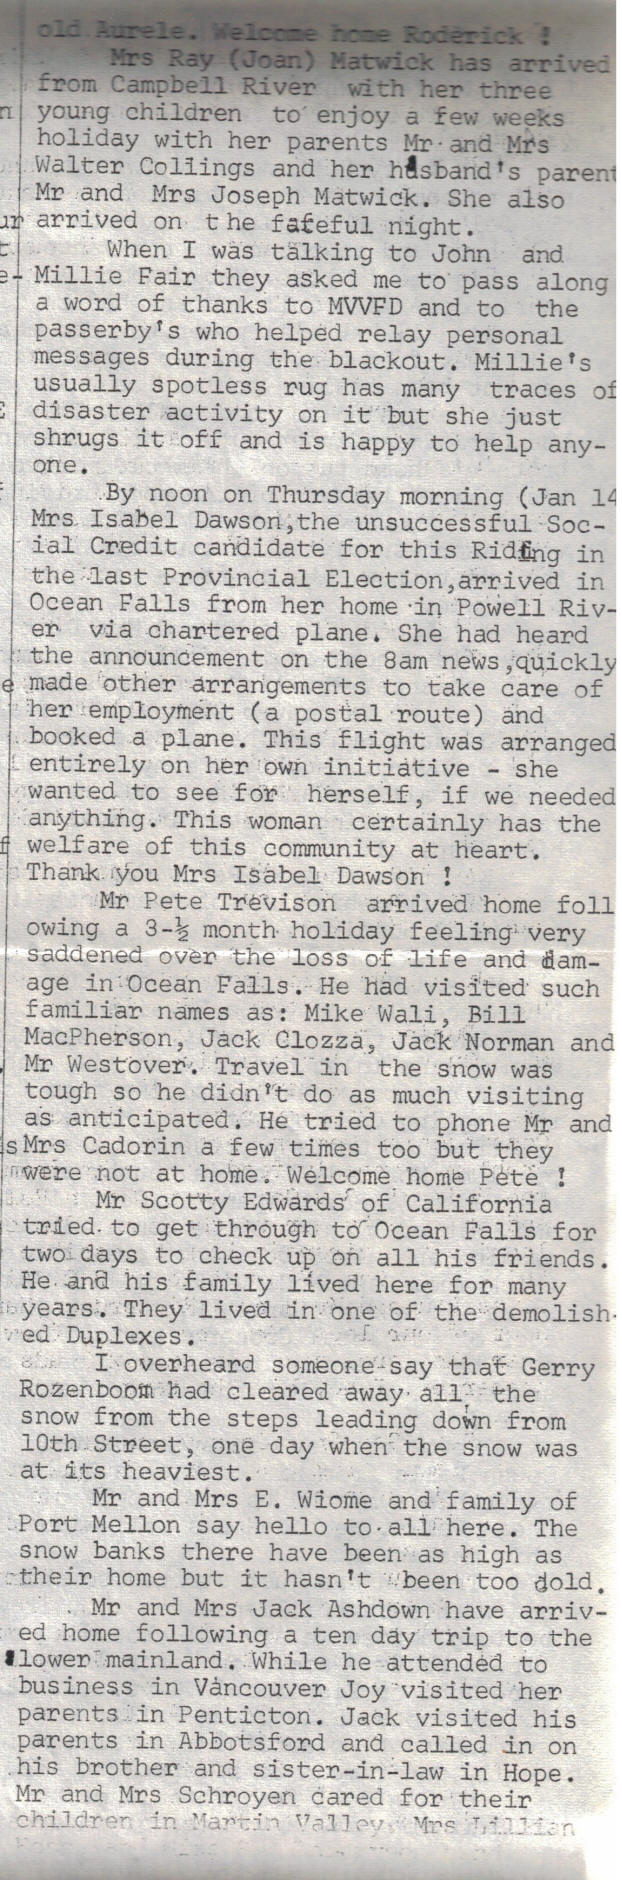 old Aurele. Welcome home Roderick !
Mrs Ray (Joan) Matwick has arrived
from Campbell River with her three
young children to enjoy a few weeks
holiday with her parents Mr and Mrs
Walter Collings and her husband's parent
Mr and Mrs Joseph Matwick. She also
arrived on the fateful night.
When I was talking to John and
Millie Fair they asked me to pass along
a word of thanks to MVVFD and to the
passerby's who helped relay personal
messages during the blackout. Millie's
usually spotless rug has many traces of
disaster activity on it but she just
shrugs it off and is happy to help any-
one.
By noon on Thursday morning (Jan 14
Mrs Isabel Dawson,the unsuccessful Soc-
ial Credit candidate for this Riding in
the last Provincial Election,arrived in
Ocean Falls from her home in Powell Riv-
er via chartered plane. She had heard
the announcement on the 8am news,quickly
made other arrangements to take care of
her employment (a postal route) and
booked a plane. This flight was arranged
entirely on her own initiative - she
wanted to see for herself, if we needed
anything. This woman certainly has the
welfare of this community at heart.
Thank you Mrs Isabel Dawson !
Mr Pete Trevison arrived home foll
owing a 3-½ month holiday feeling very
saddened over the loss of life and dam-
age in Ocean Falls. He had visited such
familiar names as: Mike Wali, Bill
MacPherson, Jack Clozza, Jack Norman and
Mr Westover. Travel in the snow was
tough so he didn't do as much visiting
as anticipated. He tried to phone Mr and
Mrs Cadorin a few times too but they
were not at home. Welcome home Pete !
Mr Scotty Edwards of California
tried to get through to Ocean Falls for
two days to check up on all his friends.
He and his family lived here for many
years. They lived in one of the demolish-
ed Duplexes.
I overheard someone say that Gerry
Rozenboom had cleared away all the
snow from the steps leading down from
10th Street, one day when the snow was
at its heaviest.
Mr and Mrs E. Wiome and family of
Port Mellon say hello to all here. The
snow banks there have been as high as
their home but it hasn't been too dold.
Mr and Mrs Jack Ashdown have arriv-
ed home following a ten day trip to the
lower mainland. While he attended to
business in Vancouver Joy visited her
parents in Penticton. Jack visited his
parents in Abbotsford and called in on
his brother and sister-in-law in Hope.
Mr and Mrs Schroyen cared for their
children in Martin Valley. Mrs Lillian